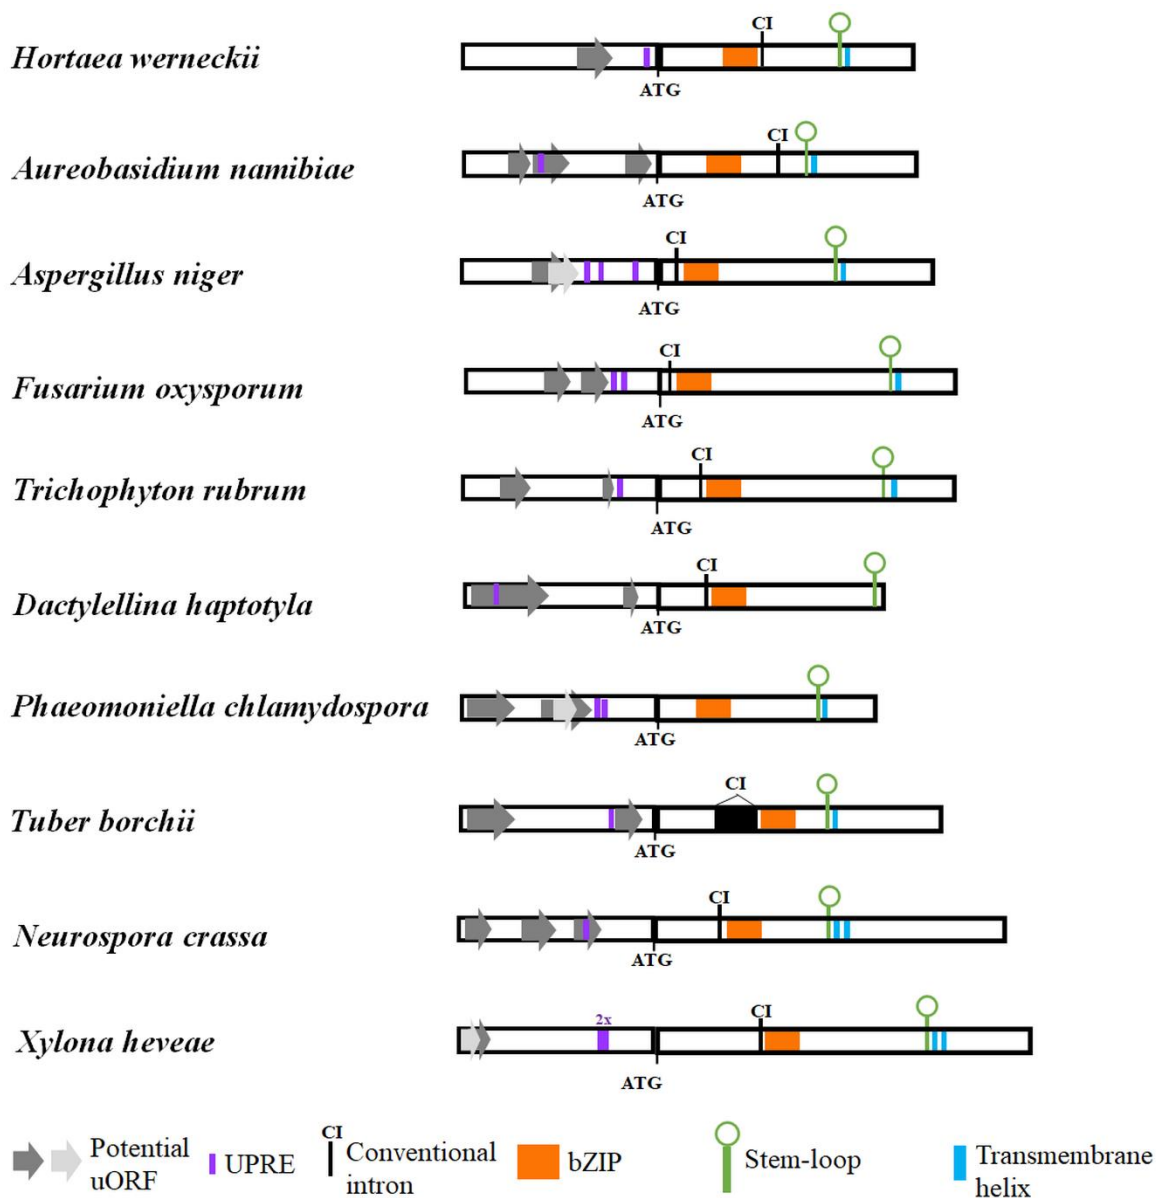 CI
Hortaea werneckii
ATG
CI
Aureobasidium namibiae
ATG
CI
Aspergillus niger
ATG
CI
Fusarium oxysporum
ATG
CI
Trichophyton rubrum
ATG
CI
Dactylellina haptotyla
ATG
Phaeomoniella chlamydospora
ATG
CI
Tuber borchii
ATG
CI
Neurospora crassa
ATG
2x
CI
Xylona heveae
ATG
Potential
uORF
UPRE
CI
Conventional
intron
bZIP
Stem-loop
Transmembrane
helix